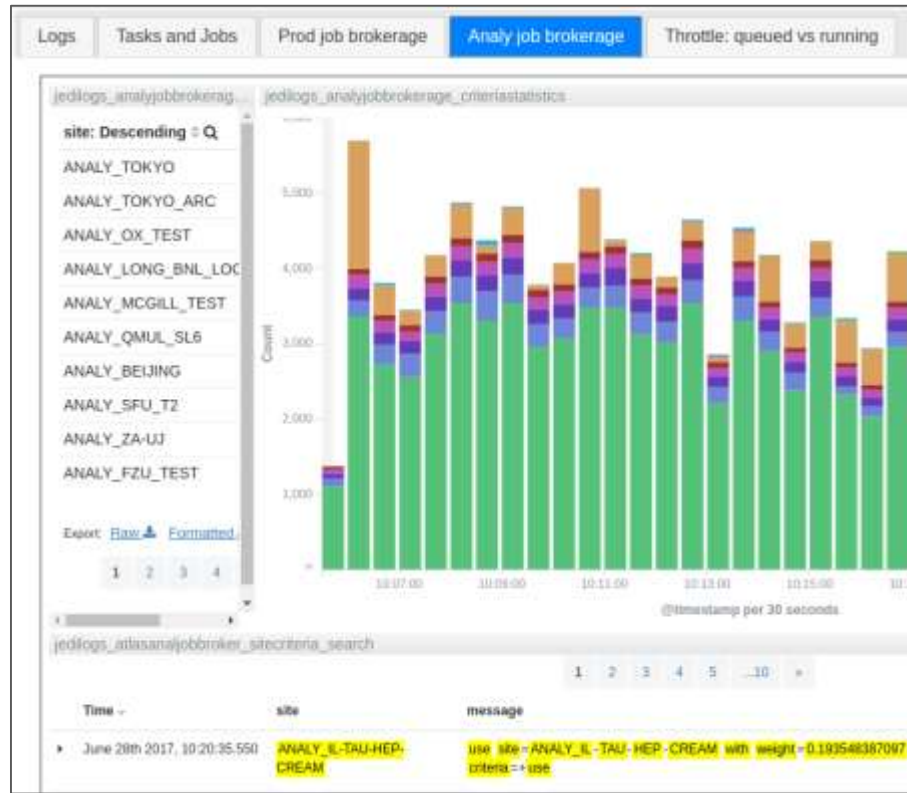 Logs Tasks and Jobs Prod job brokerage Analy job brokerage Throttle: queued vs running
jedilogs_analyjobbrokerag... jedilogs_analyjobbrokerage_criteriastatistics
site: Descending
ANALY_TOKYO
ANALY_TOKYO_ARC
ANALY_OX_TEST
ANALY_LONG_BNL_LOC
ANALY_MCGILL_TEST
ANALY_QMUL_SL6
ANALY_BEIJING
ANALY_SFU_T2
ANALY_ZA-UJ
ANALY_FZU_TEST
Export: Raw Formatted
1 2 3 4
5,000
4,000
3,000
2,000
1,000
Count
10:07:00 10:09:00 10:11:00 10:13:00 10:15:00
@timestamp per 30 seconds
jedilogs_atlasanaljobbroker_sitecriteria_search
1 2 3 4 5 ...10 »
Time site message
June 28th 2017, 10:20:35.550 ANALY_IL-TAU-HEP- use site=ANALY_IL-TAU-HEP-CREAM with weight=0.193548387097
CREAM criteria=+use